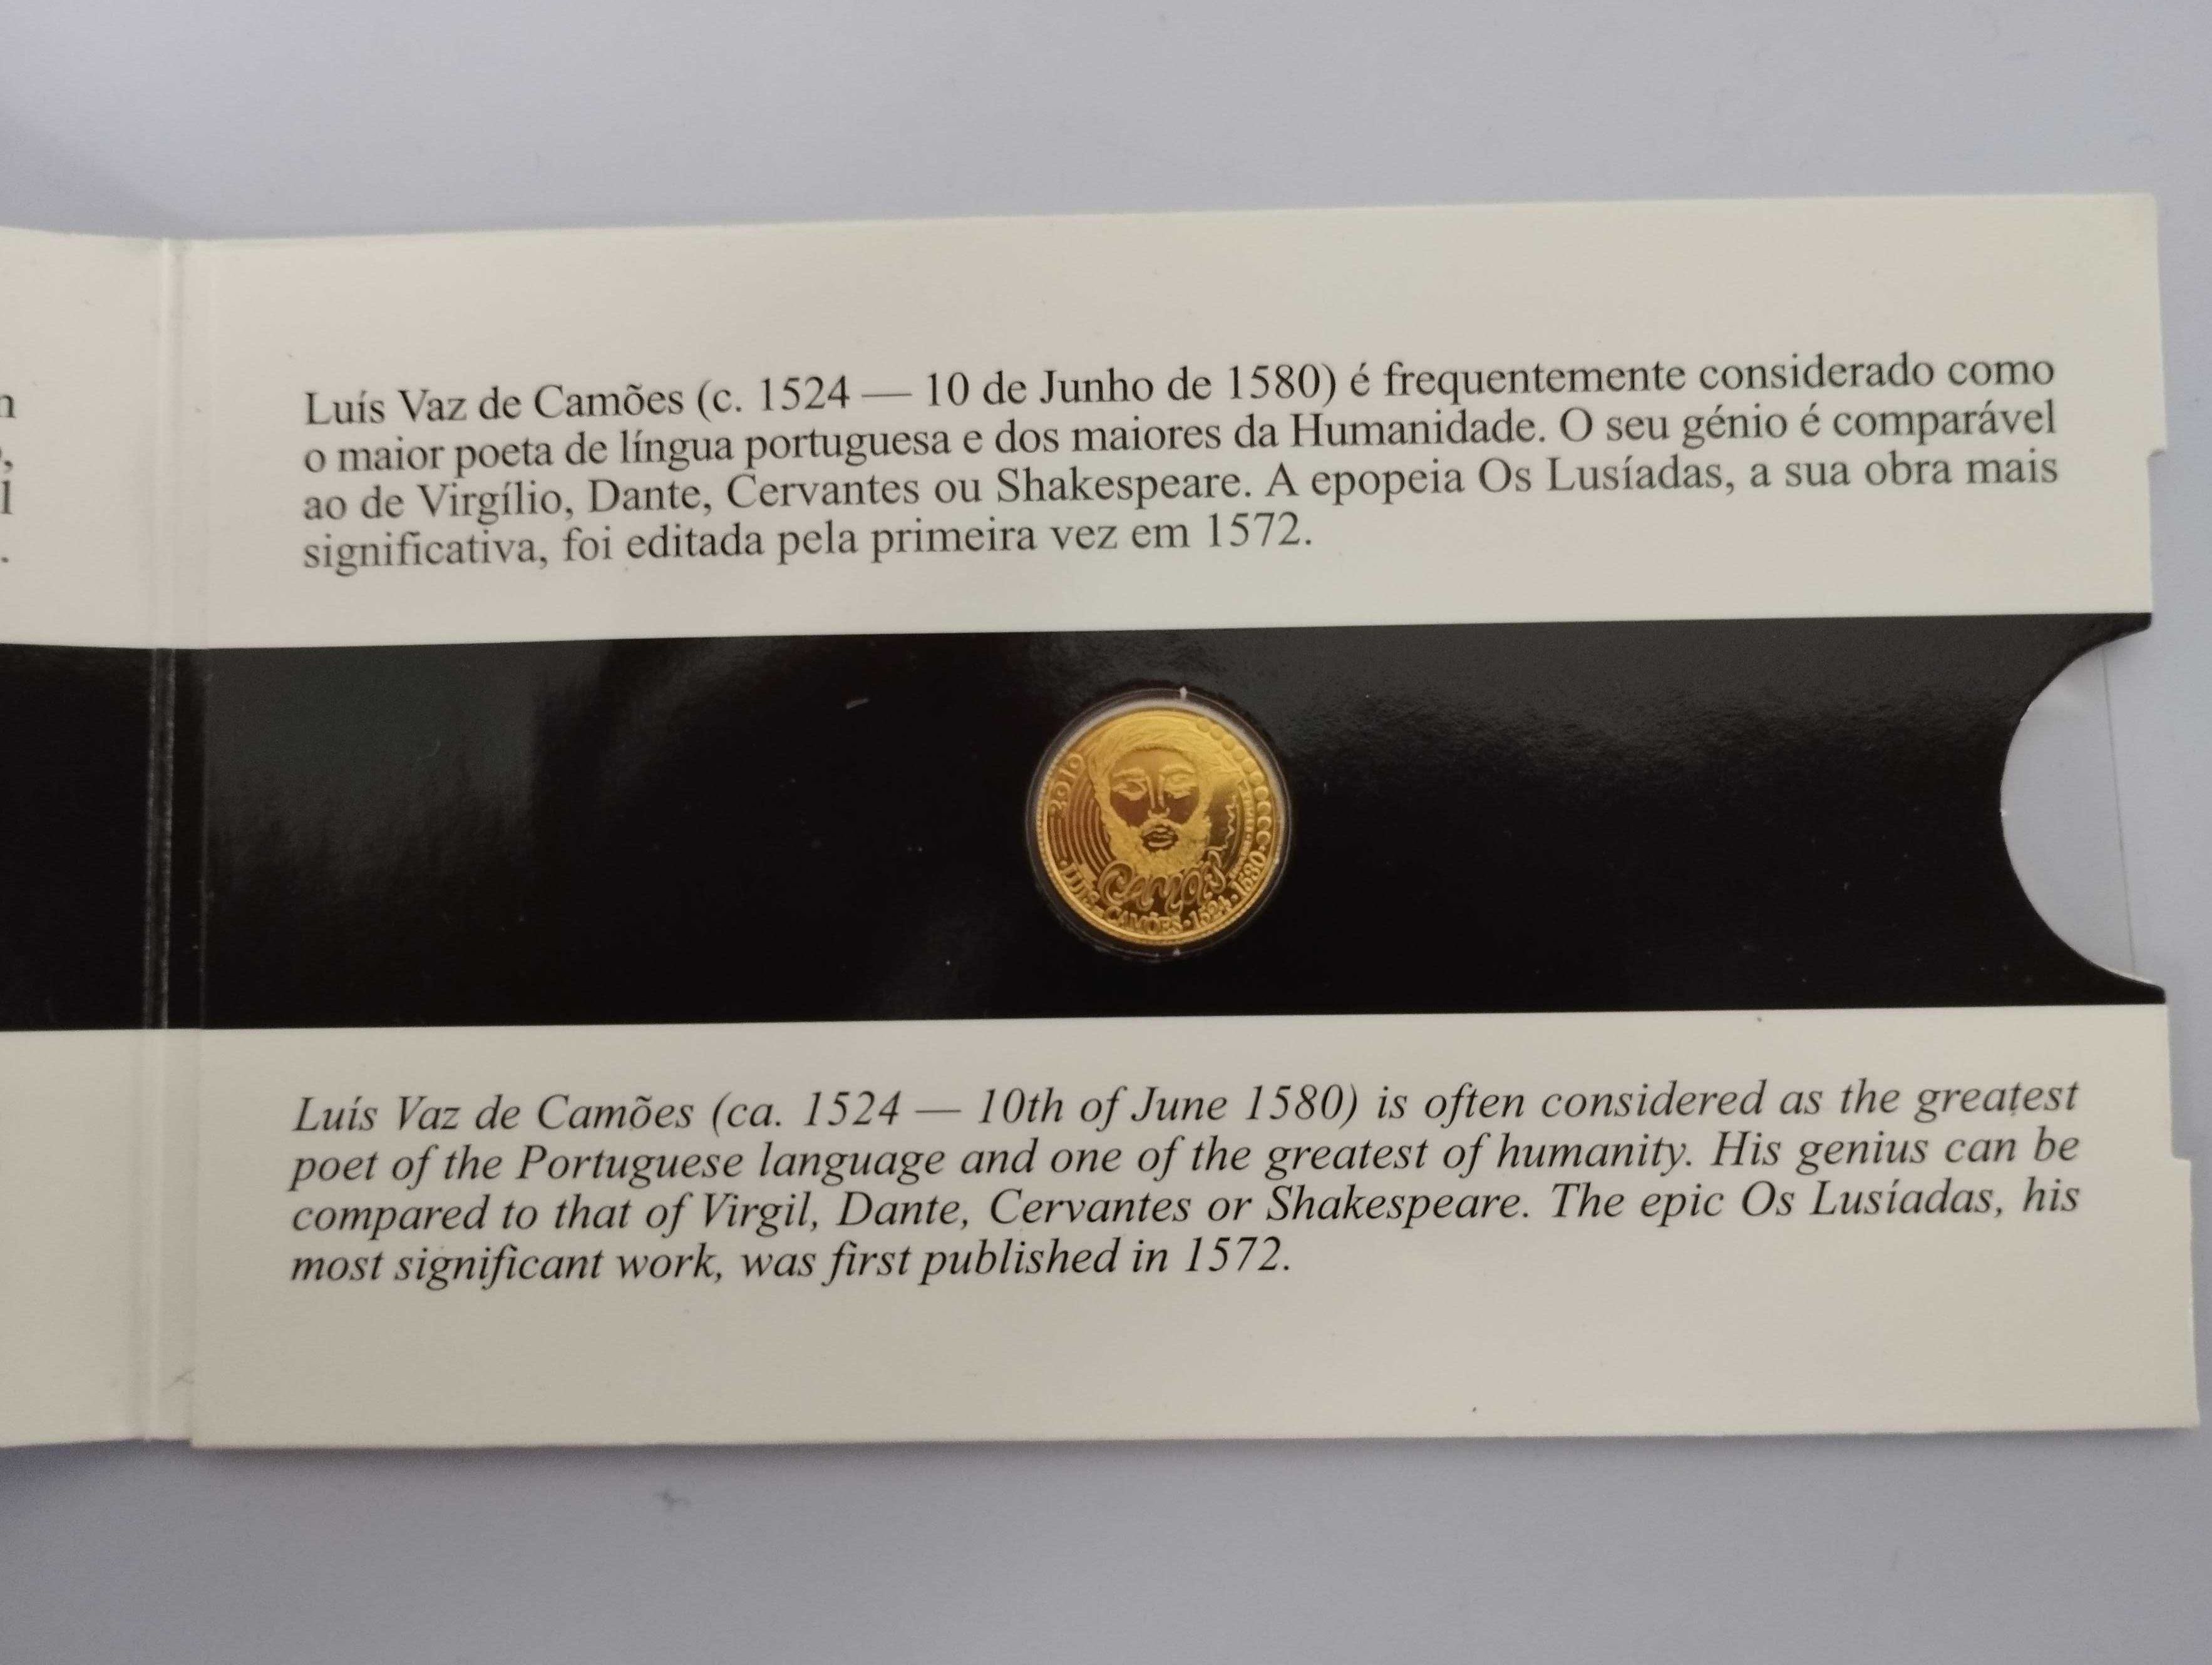 Luís Vaz de Camões (c. 1524 — 10 de Junho de 1580) é frequentemente considerado como
o maior poeta de língua portuguesa e dos maiores da Humanidade. O seu génio é comparável
ao de Virgílio, Dante, Cervantes ou Shakespeare. A epopeia Os Lusíadas, a sua obra mais
significativa, foi editada pela primeira vez em 1572.
2010
CAMÕES
LUÍS CAMÕES·1524·1580
Luís Vaz de Camões (ca. 1524 — 10th of June 1580) is often considered as the greatest
poet of the Portuguese language and one of the greatest of humanity. His genius can be
compared to that of Virgil, Dante, Cervantes or Shakespeare. The epic Os Lusíadas, his
most significant work, was first published in 1572.